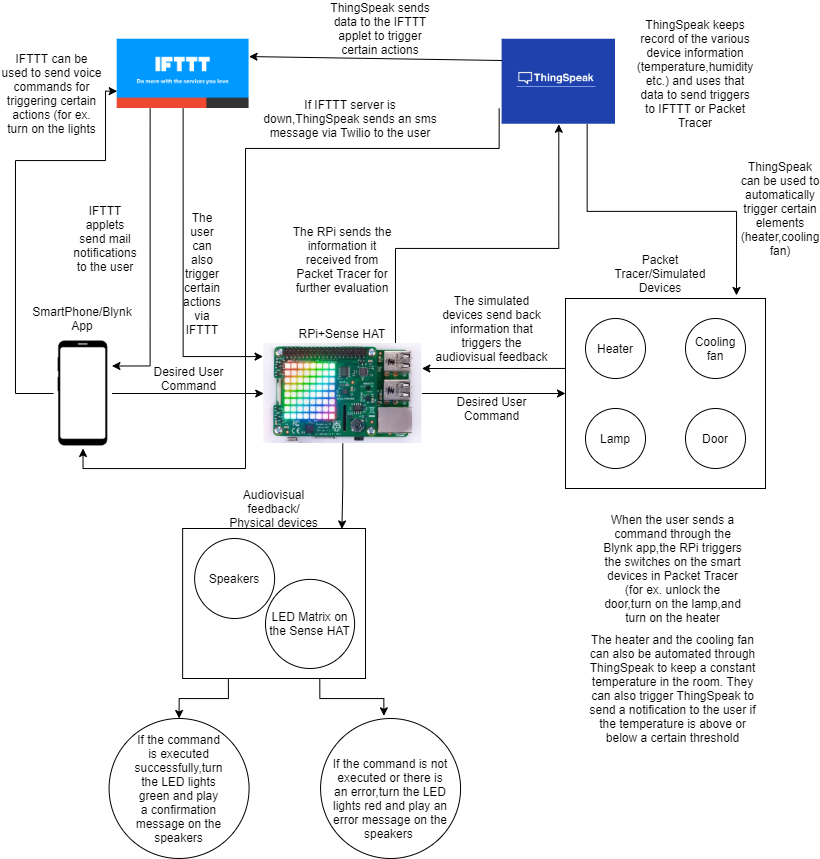 ThingSpeak sends
data to the IFTTT
applet to trigger
certain actions
ThingSpeak keeps
record of the various
device information
(temperature,humidity
etc.) and uses that
data to send triggers
to IFTTT or Packet
Tracer
IFTTT can be
used to send voice
commands for
triggering certain
actions (for ex.
turn on the lights
IFTTT
Do more with the services you love
ThingSpeak
If IFTTT server is
down,ThingSpeak sends an sms
message via Twilio to the user
ThingSpeak
can be used to
automatically
trigger certain
elements
(heater,cooling
fan)
IFTTT
applets
send mail
notifications
to the user
The
user
can
also
trigger
certain
actions
via
IFTTT
The RPi sends the
information it
received from
Packet Tracer for
further evaluation
Packet
Tracer/Simulated
Devices
The simulated
devices send back
information that
triggers the
audiovisual feedback
SmartPhone/Blynk
App
RPi+Sense HAT
Heater
Cooling
fan
Desired User
Command
Desired User
Command
Lamp
Door
Audiovisual
feedback/
Physical devices
Speakers
LED Matrix on
the Sense HAT
When the user sends a
command through the
Blynk app,the RPi triggers
the switches on the smart
devices in Packet Tracer
(for ex. unlock the
door,turn on the lamp,and
turn on the heater
The heater and the cooling fan
can also be automated through
ThingSpeak to keep a constant
temperature in the room. They
can also trigger ThingSpeak to
send a notification to the user if
the temperature is above or
below a certain threshold
If the command
is executed
successfully,turn
the LED lights
green and play
a confirmation
message on the
speakers
If the command is not
executed or there is
an error,turn the LED
lights red and play an
error message on the
speakers